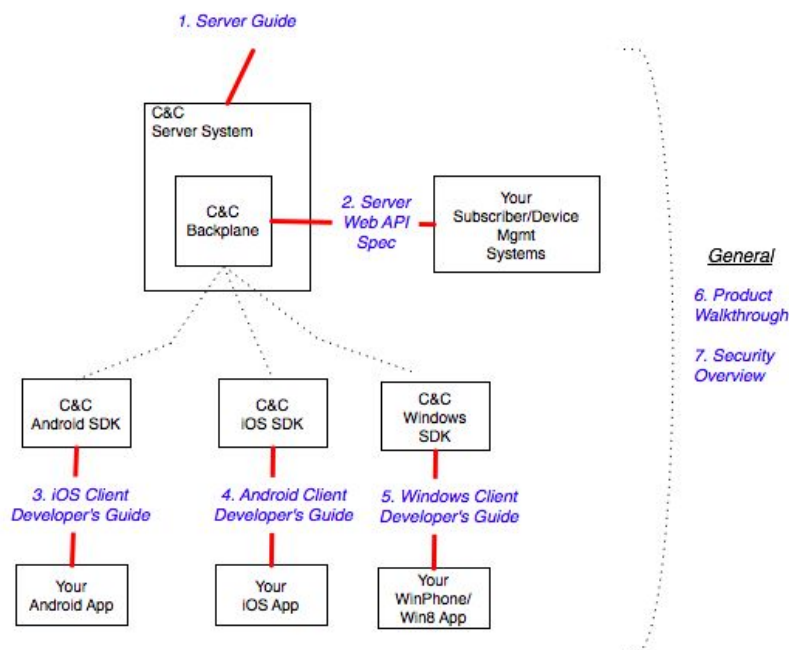 1. Server Guide
C&C
Server System
C&C
Backplane
2. Server
Web API
Spec
Your
Subscriber/Device
Mgmt
Systems
General
6. Product
Walkthrough
7. Security
Overview
C&C
Android SDK
C&C
iOS SDK
C&C
Windows
SDK
3. iOS Client
Developer's Guide
4. Android Client
Developer's Guide
5. Windows Client
Developer's Guide
Your
Android App
Your
iOS App
Your
WinPhone/
Win8 App